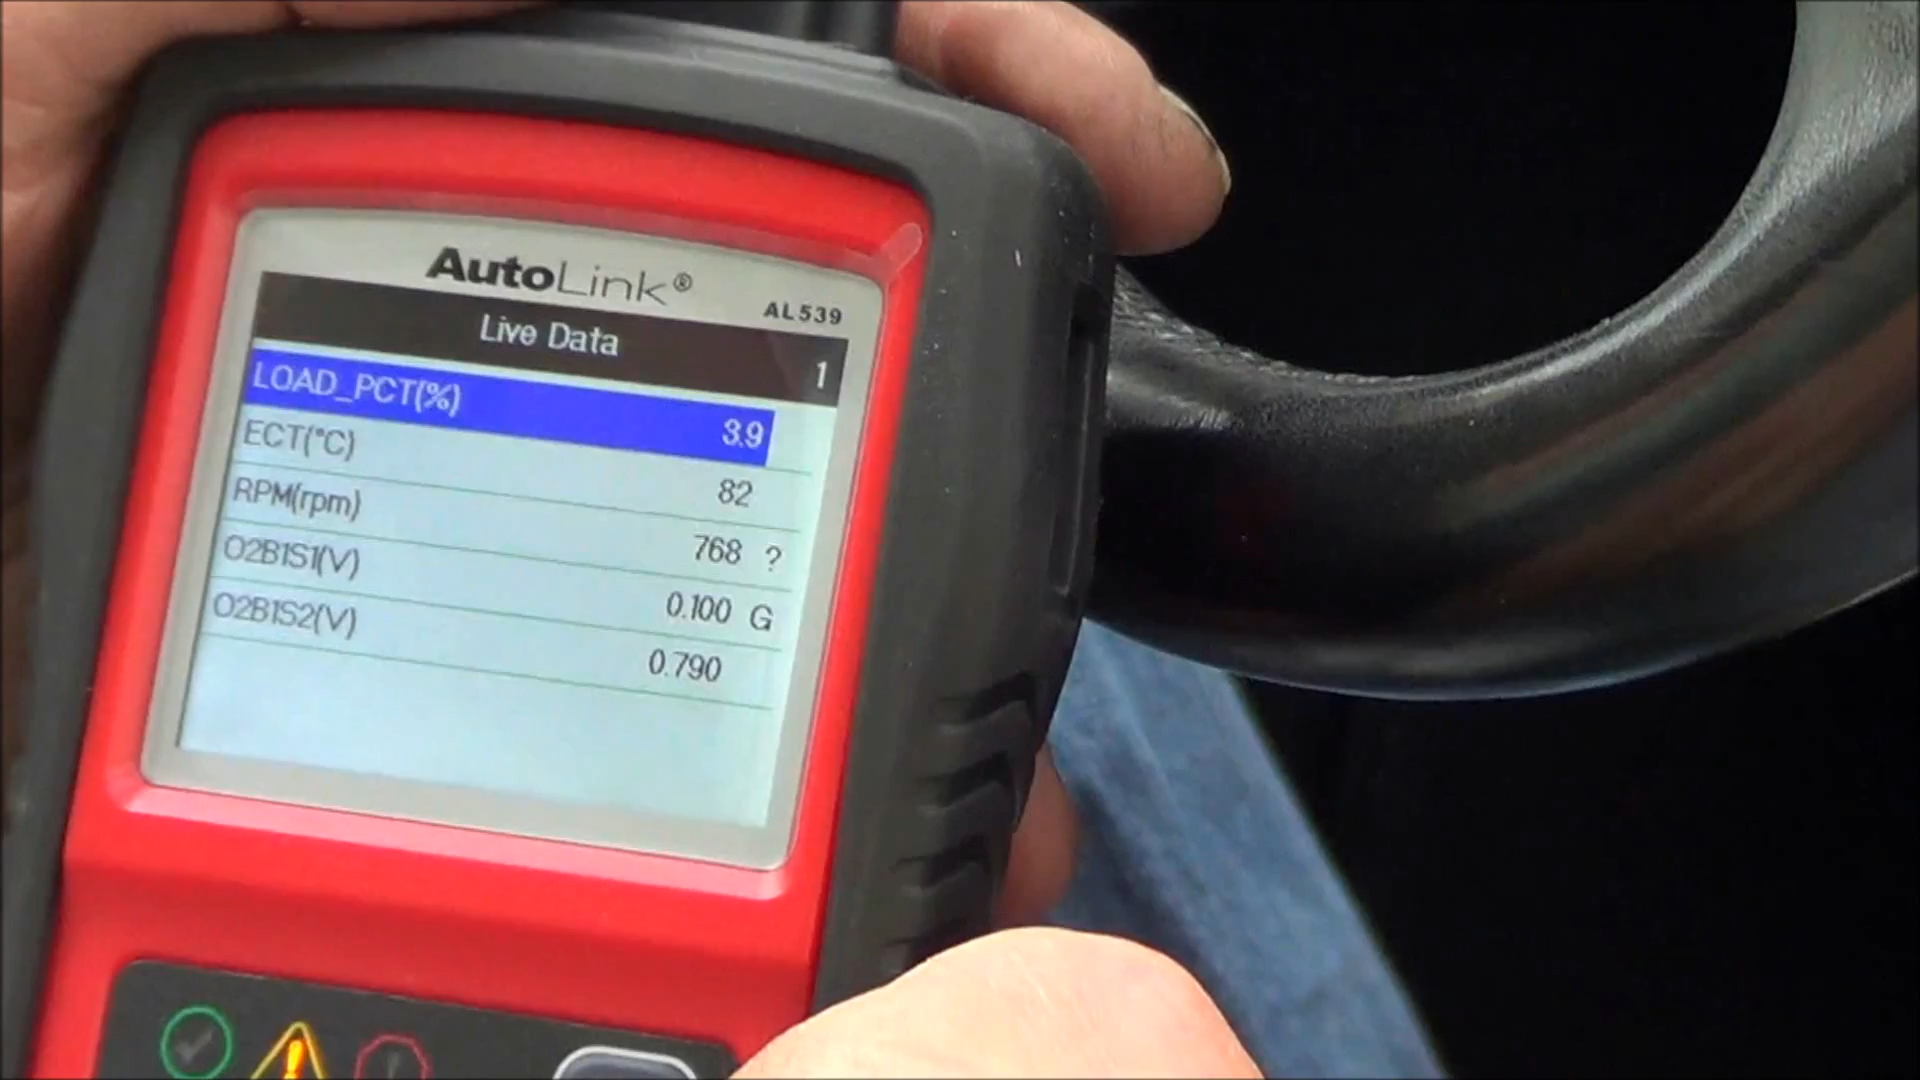 AutoLink®
AL539
Live Data 1
LOAD_PCT(%) 3.9
ECT(°C) 82
RPM(rpm) 768 ?
O2B1S1(V) 0.100 G
O2B1S2(V) 0.790